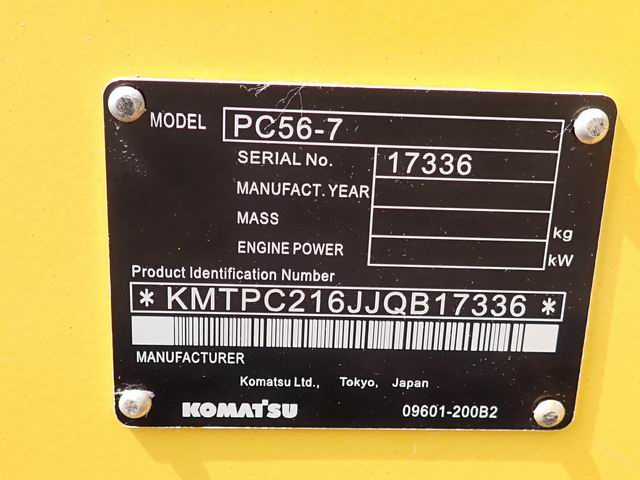 MODEL PC56-7
SERIAL No. 17336
MANUFACT. YEAR
MASS kg
ENGINE POWER kW
Product Identification Number
* KMTPC216JJQB17336 *
MANUFACTURER
Komatsu Ltd., Tokyo, Japan
KOMATSU 09601-200B2